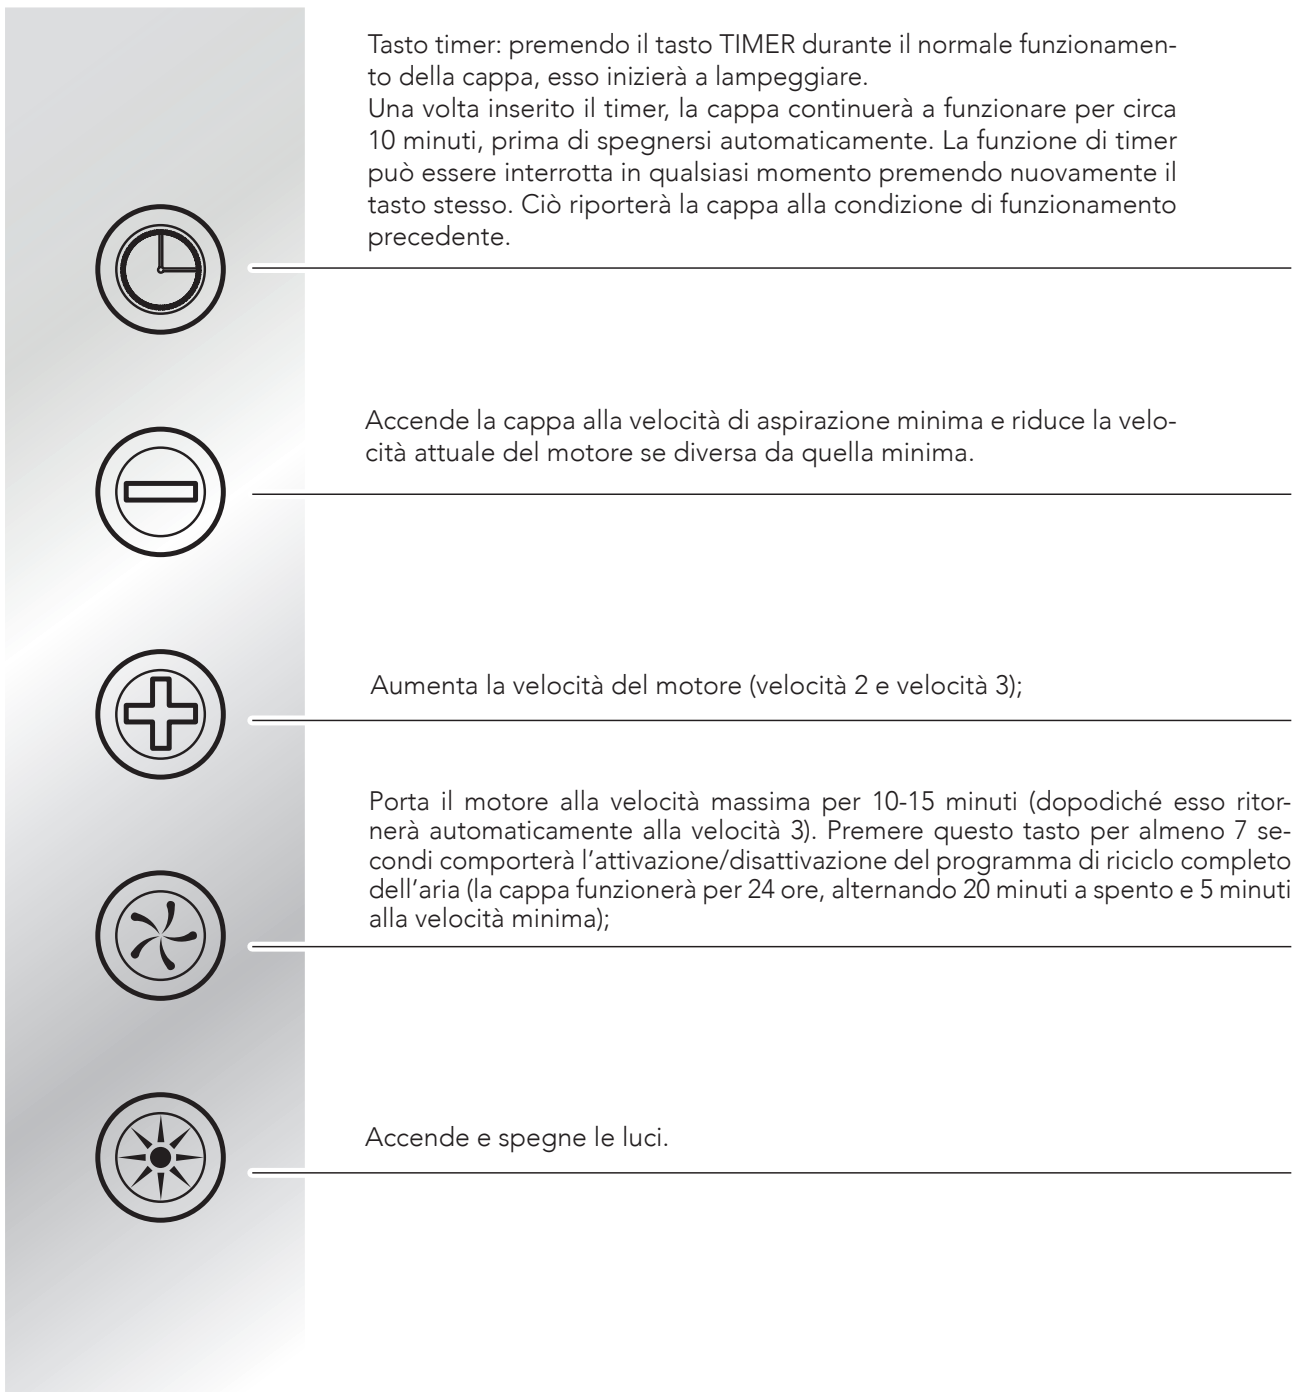 Tasto timer: premendo il tasto TIMER durante il normale funzionamen-
to della cappa, esso inizierà a lampeggiare.
Una volta inserito il timer, la cappa continuerà a funzionare per circa
10 minuti, prima di spegnersi automaticamente. La funzione di timer
può essere interrotta in qualsiasi momento premendo nuovamente il
tasto stesso. Ciò riporterà la cappa alla condizione di funzionamento
precedente.
Accende la cappa alla velocità di aspirazione minima e riduce la velo-
cità attuale del motore se diversa da quella minima.
Aumenta la velocità del motore (velocità 2 e velocità 3);
Porta il motore alla velocità massima per 10-15 minuti (dopodiché esso ritor-
nerà automaticamente alla velocità 3). Premere questo tasto per almeno 7 se-
condi comporterà l'attivazione/disattivazione del programma di riciclo completo
dell'aria (la cappa funzionerà per 24 ore, alternando 20 minuti a spento e 5 minuti
alla velocità minima);
Accende e spegne le luci.